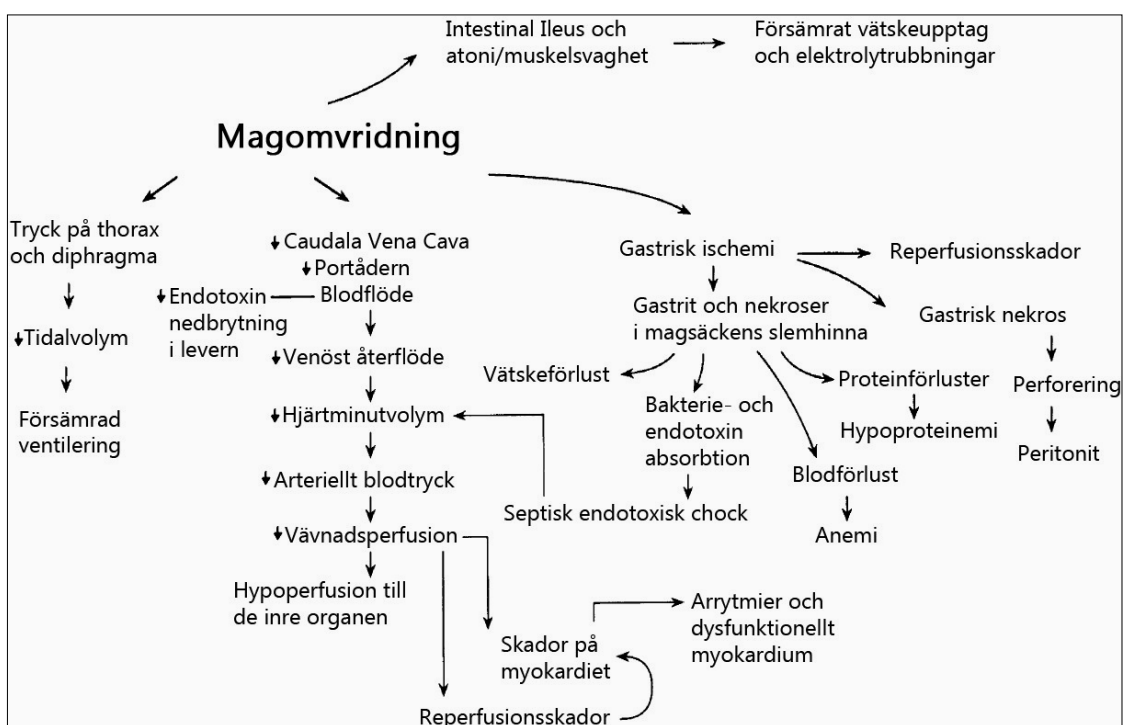 Intestinal Ileus och
atoni/muskelsvaghet
Försämrat vätskeupptag
och elektrolytrubbningar
Magomvridning
Tryck på thorax
och diphragma
Tidalvolym
Försämrad
ventilering
Caudala Vena Cava
Portådern
Blodflöde
Endotoxin
nedbrytning
i levern
Venöst återflöde
Hjärtminutvolym
Arteriellt blodtryck
Vävnadsperfusion
Hypoperfusion till
de inre organen
Gastrisk ischemi
Reperfusionsskador
Gastrit och nekroser
i magsäckens slemhinna
Gastrisk nekros
Perforering
Peritonit
Vätskeförlust
Bakterie- och
endotoxin
absorbtion
Septisk endotoxisk chock
Proteinförluster
Hypoproteinemi
Blodförlust
Anemi
Skador på
myokardiet
Arrytmier och
dysfunktionellt
myokardium
Reperfusionsskador